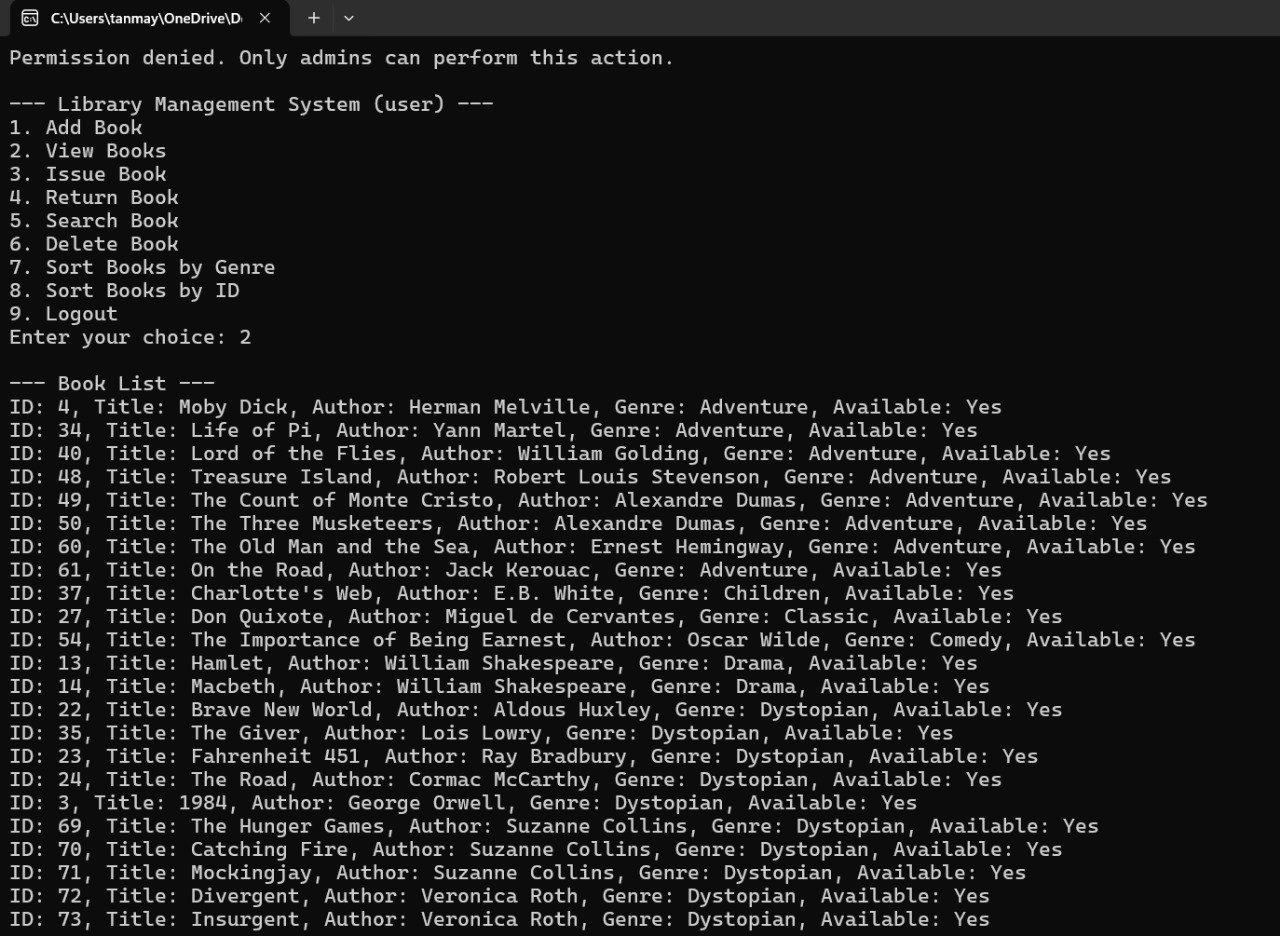 C:\Users\tanmay\OneDrive\D
Permission denied. Only admins can perform this action.
--- Library Management System (user) ---
1. Add Book
2. View Books
3. Issue Book
4. Return Book
5. Search Book
6. Delete Book
7. Sort Books by Genre
8. Sort Books by ID
9. Logout
Enter your choice: 2
--- Book List ---
ID: 4, Title: Moby Dick, Author: Herman Melville, Genre: Adventure, Available: Yes
ID: 34, Title: Life of Pi, Author: Yann Martel, Genre: Adventure, Available: Yes
ID: 40, Title: Lord of the Flies, Author: William Golding, Genre: Adventure, Available: Yes
ID: 48, Title: Treasure Island, Author: Robert Louis Stevenson, Genre: Adventure, Available: Yes
ID: 49, Title: The Count of Monte Cristo, Author: Alexandre Dumas, Genre: Adventure, Available: Yes
ID: 50, Title: The Three Musketeers, Author: Alexandre Dumas, Genre: Adventure, Available: Yes
ID: 60, Title: The Old Man and the Sea, Author: Ernest Hemingway, Genre: Adventure, Available: Yes
ID: 61, Title: On the Road, Author: Jack Kerouac, Genre: Adventure, Available: Yes
ID: 37, Title: Charlotte's Web, Author: E.B. White, Genre: Children, Available: Yes
ID: 27, Title: Don Quixote, Author: Miguel de Cervantes, Genre: Classic, Available: Yes
ID: 54, Title: The Importance of Being Earnest, Author: Oscar Wilde, Genre: Comedy, Available: Yes
ID: 13, Title: Hamlet, Author: William Shakespeare, Genre: Drama, Available: Yes
ID: 14, Title: Macbeth, Author: William Shakespeare, Genre: Drama, Available: Yes
ID: 22, Title: Brave New World, Author: Aldous Huxley, Genre: Dystopian, Available: Yes
ID: 35, Title: The Giver, Author: Lois Lowry, Genre: Dystopian, Available: Yes
ID: 23, Title: Fahrenheit 451, Author: Ray Bradbury, Genre: Dystopian, Available: Yes
ID: 24, Title: The Road, Author: Cormac McCarthy, Genre: Dystopian, Available: Yes
ID: 3, Title: 1984, Author: George Orwell, Genre: Dystopian, Available: Yes
ID: 69, Title: The Hunger Games, Author: Suzanne Collins, Genre: Dystopian, Available: Yes
ID: 70, Title: Catching Fire, Author: Suzanne Collins, Genre: Dystopian, Available: Yes
ID: 71, Title: Mockingjay, Author: Suzanne Collins, Genre: Dystopian, Available: Yes
ID: 72, Title: Divergent, Author: Veronica Roth, Genre: Dystopian, Available: Yes
ID: 73, Title: Insurgent, Author: Veronica Roth, Genre: Dystopian, Available: Yes